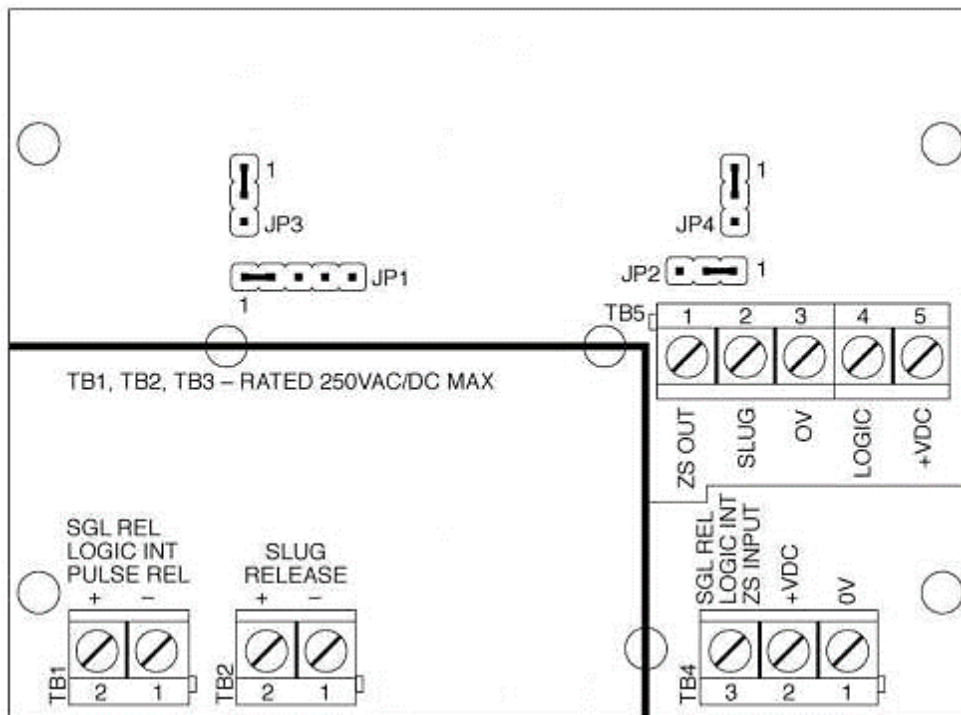 1
JP3
JP1
1
1
JP4
JP2
1
TB5
1 2 3 4 5
ZS OUT
SLUG
OV
LOGIC
+VDC
TB1, TB2, TB3 – RATED 250VAC/DC MAX
SGL REL
LOGIC INT
PULSE REL
+ –
TB1
2 1
SLUG
RELEASE
+ –
TB2
2 1
SGL REL
LOGIC INT
ZS INPUT
+VDC
0V
TB4
3 2 1